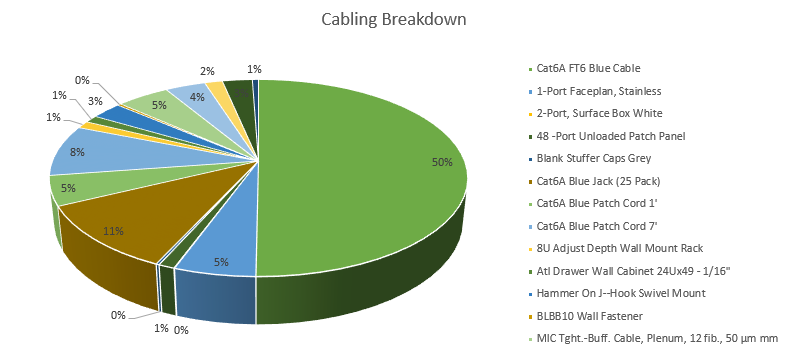 Cabling Breakdown
1%
2%
4%
5%
0%
3%
1%
1%
8%
5%
11%
0%
1%
0%
5%
50%
Cat6A FT6 Blue Cable
1-Port Faceplan, Stainless
2-Port, Surface Box White
48 -Port Unloaded Patch Panel
Blank Stuffer Caps Grey
Cat6A Blue Jack (25 Pack)
Cat6A Blue Patch Cord 1'
Cat6A Blue Patch Cord 7'
8U Adjust Depth Wall Mount Rack
Atl Drawer Wall Cabinet 24Ux49 - 1/16"
Hammer On J--Hook Swivel Mount
BLBB10 Wall Fastener
MIC Tght.-Buff. Cable, Plenum, 12 fib., 50 µm mm